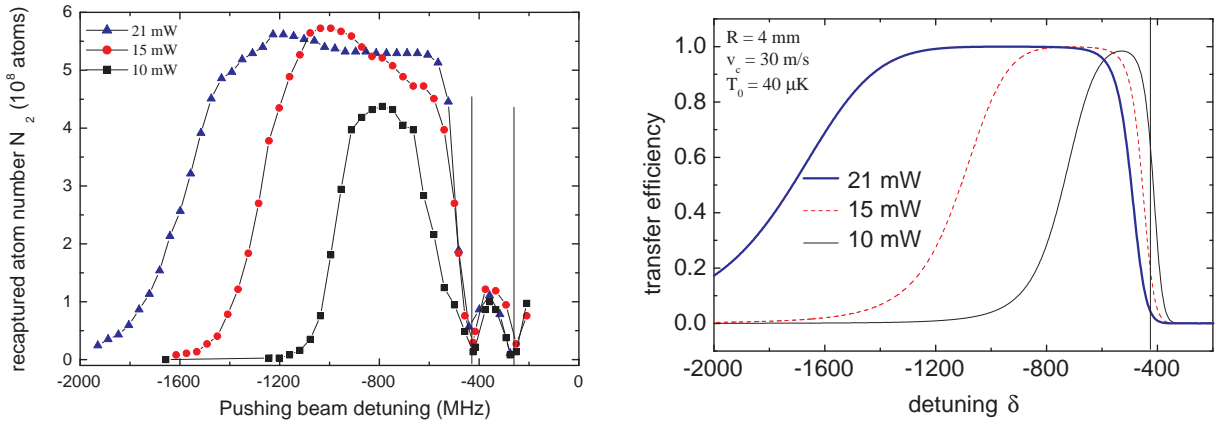 6
5
4
3
2
1
0
-2000 -1600 -1200 -800 -400 0
recaptured atom number N_2 (10^8 atoms)
Pushing beam detuning (MHz)
21 mW
15 mW
10 mW
R = 4 mm
v_c = 30 m/s
T_0 = 40 μK
1.0
0.8
0.6
0.4
0.2
0.0
-2000 -1600 -1200 -800 -400
transfer efficiency
detuning δ
21 mW
15 mW
10 mW